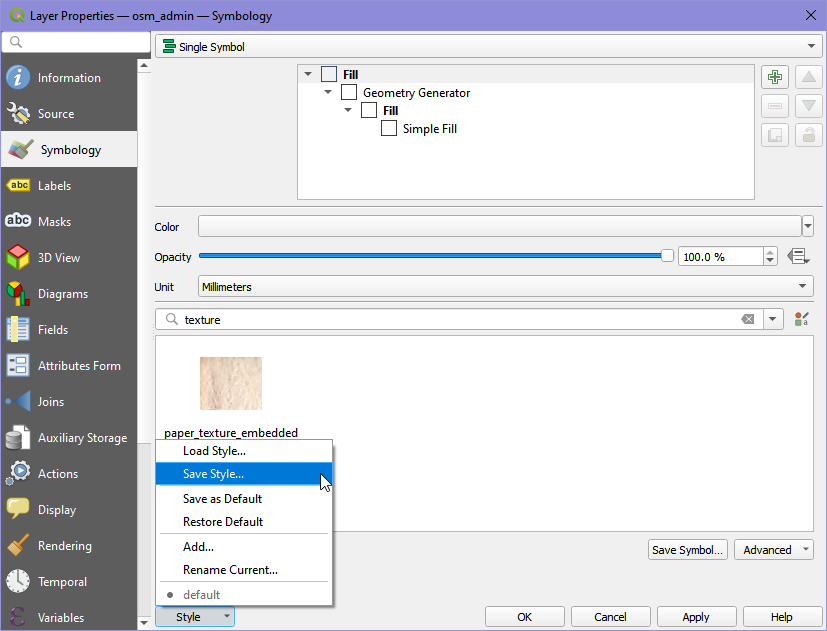 Layer Properties — osm_admin — Symbology
Single Symbol
Information
Source
Symbology
abc Labels
abc Masks
3D View
Diagrams
Fields
Attributes Form
Joins
Auxiliary Storage
Actions
Display
Rendering
Temporal
Variables
Fill
Geometry Generator
Fill
Simple Fill
Color
Opacity
100.0 %
Unit
Millimeters
texture
paper_texture_embedded
Load Style...
Save Style...
Save as Default
Restore Default
Add...
Rename Current...
default
Save Symbol...
Advanced
Style
OK
Cancel
Apply
Help